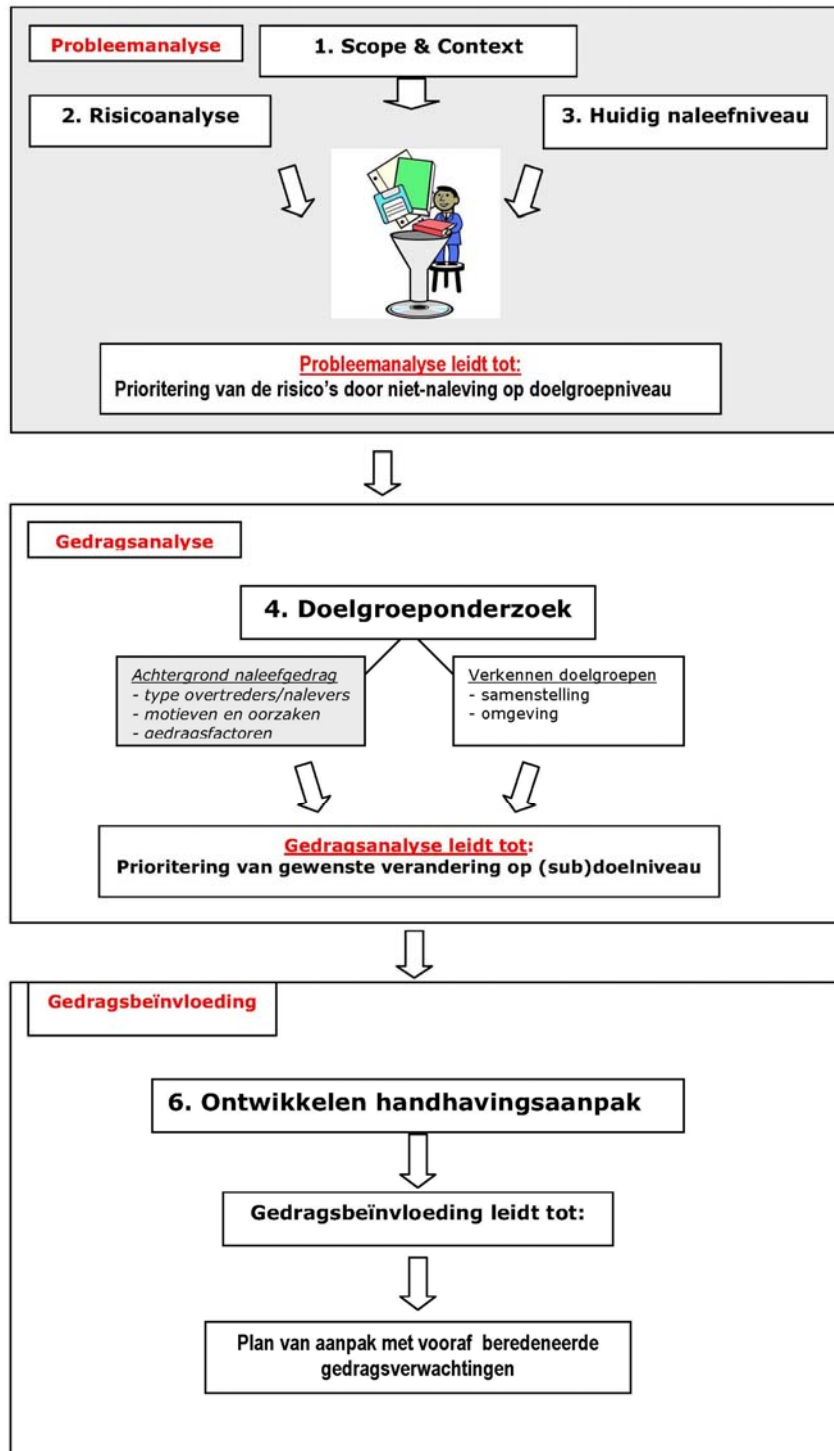 Probleemanalyse
1. Scope & Context
2. Risicoanalyse
3. Huidig naleefniveau
Probleemanalyse leidt tot:
Prioritering van de risico's door niet-naleving op doelgroepniveau
Gedragsanalyse
4. Doelgroeponderzoek
Achtergrond naleefgedrag
- type overtreders/nalevers
- motieven en oorzaken
- gedragsfactoren
Verkennen doelgroepen
- samenstelling
- omgeving
Gedragsanalyse leidt tot:
Prioritering van gewenste verandering op (sub)doelniveau
Gedragsbeïnvloeding
6. Ontwikkelen handhavingsaanpak
Gedragsbeïnvloeding leidt tot:
Plan van aanpak met vooraf beredeneerde
gedragsverwachtingen